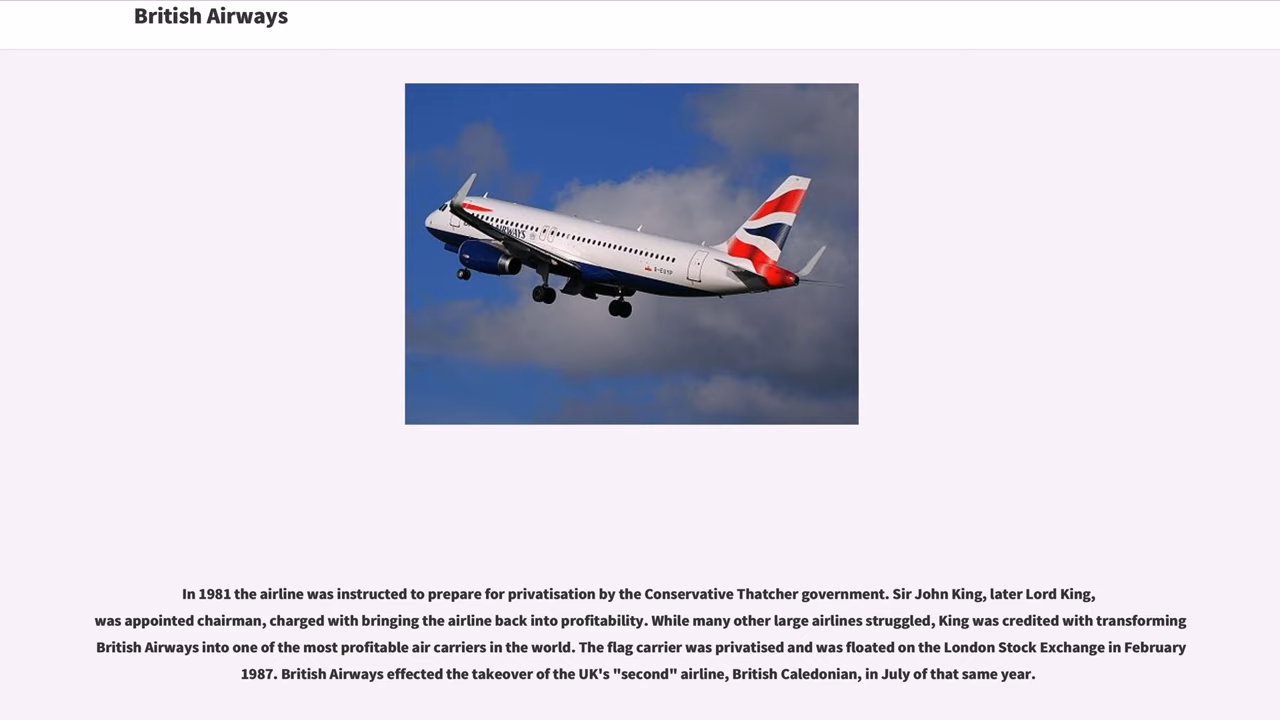 British Airways
AIRWAYS
G-EUYP
In 1981 the airline was instructed to prepare for privatisation by the Conservative Thatcher government. Sir John King, later Lord King,
was appointed chairman, charged with bringing the airline back into profitability. While many other large airlines struggled, King was credited with transforming
British Airways into one of the most profitable air carriers in the world. The flag carrier was privatised and was floated on the London Stock Exchange in February
1987. British Airways effected the takeover of the UK's "second" airline, British Caledonian, in July of that same year.